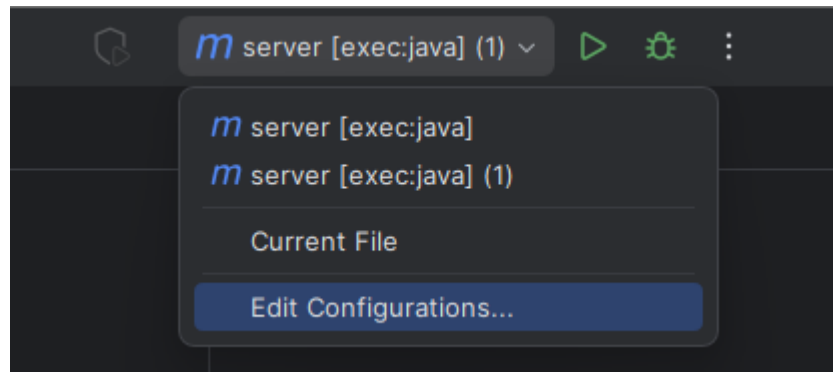 m server [exec:java] (1)
m server [exec:java]
m server [exec:java] (1)
Current File
Edit Configurations...